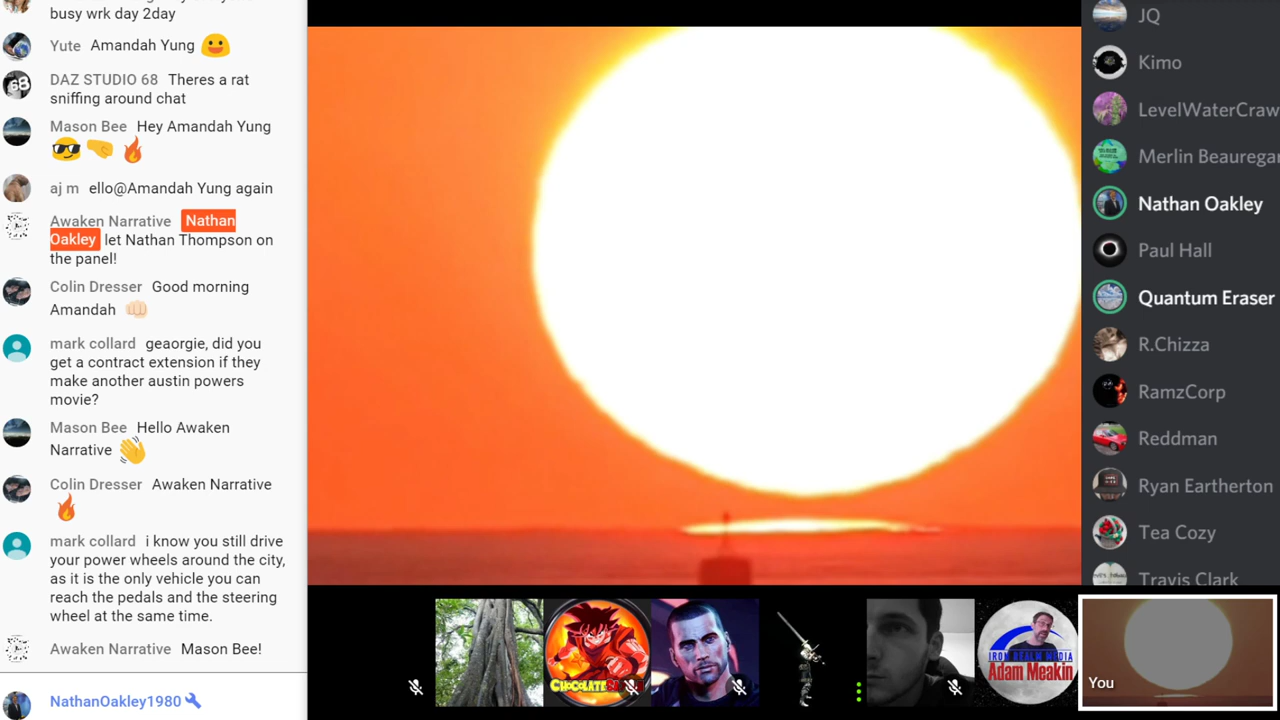 busy wrk day 2day
Yute Amandah Yung
DAZ STUDIO 68 Theres a rat
sniffing around chat
Mason Bee Hey Amandah Yung
aj m ello@Amandah Yung again
Awaken Narrative Nathan
Oakley let Nathan Thompson on
the panel!
Colin Dresser Good morning
Amandah
mark collard geaorgie, did you
get a contract extension if they
make another austin powers
movie?
Mason Bee Hello Awaken
Narrative
Colin Dresser Awaken Narrative
mark collard i know you still drive
your power wheels around the city,
as it is the only vehicle you can
reach the pedals and the steering
wheel at the same time.
Awaken Narrative Mason Bee!
NathanOakley1980
68
CHOCOLATE
IRON REALM MEDIA
Adam Meakin
You
JQ
Kimo
LevelWaterCraw
Merlin Beauregar
Nathan Oakley
Paul Hall
Quantum Eraser
R.Chizza
RamzCorp
Reddman
Ryan Eartherton
Tea Cozy
Travis Clark